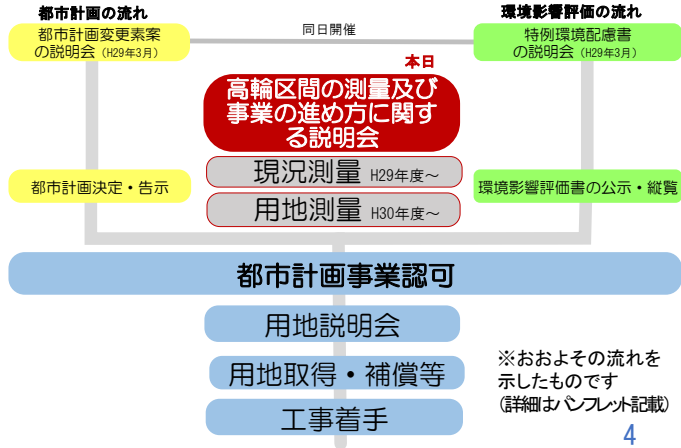 都市計画の流れ
環境影響評価の流れ
都市計画変更素案
の説明会（H29年3月）
同日開催
特例環境配慮書
の説明会（H29年3月）
本日
高輪区間の測量及び
事業の進め方に関す
る説明会
現況測量 H29年度～
用地測量 H30年度～
都市計画決定・告示
環境影響評価書の公示・縦覧
都市計画事業認可
用地説明会
用地取得・補償等
工事着手
※おおよその流れを
示したものです
(詳細はパンフレット記載)
4